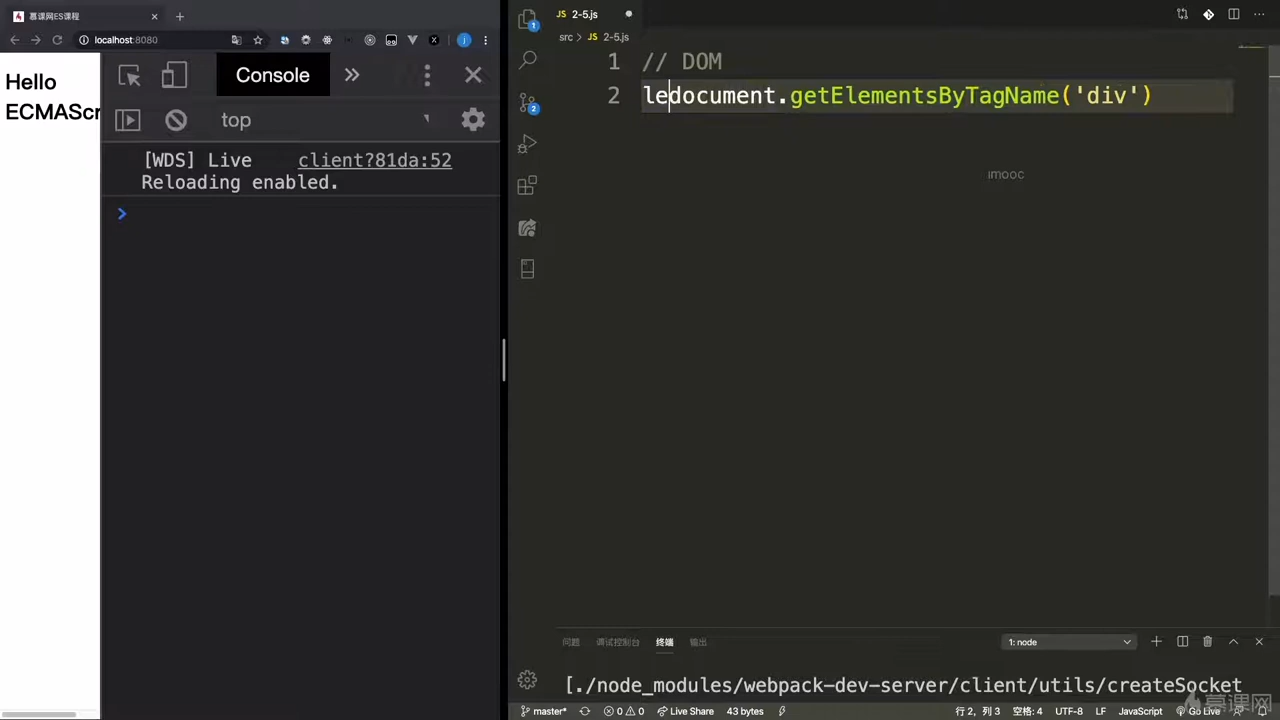 慕课网ES课程
localhost:8080
Hello
ECMAScr
Console
top
[WDS] Live client?81da:52
Reloading enabled.
JS 2-5.js
src > JS 2-5.js
1 // DOM
2 ledocument.getElementsByTagName('div')
imooc
1
2
问题 调试控制台 终端 输出
1: node
[./node_modules/webpack-dev-server/client/utils/createSocket
master* 0 0 Live Share 43 bytes 行 2, 列 3 空格: 4 UTF-8 LF JavaScript Go Live
慕课网